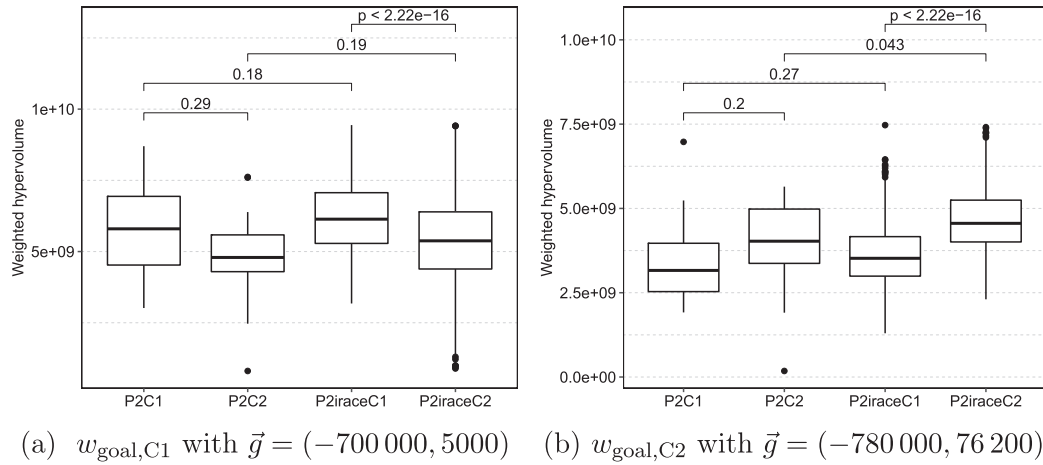 p < 2.22e−16
0.19
0.18
0.29
1e+10
5e+09
Weighted hypervolume
P2C1 P2C2 P2iraceC1 P2iraceC2
(a) w_goal,C1 with g⃗ = (−700 000, 5000)
p < 2.22e−16
0.043
0.27
0.2
1.0e+10
7.5e+09
5.0e+09
2.5e+09
0.0e+00
Weighted hypervolume
P2C1 P2C2 P2iraceC1 P2iraceC2
(b) w_goal,C2 with g⃗ = (−780 000, 76 200)